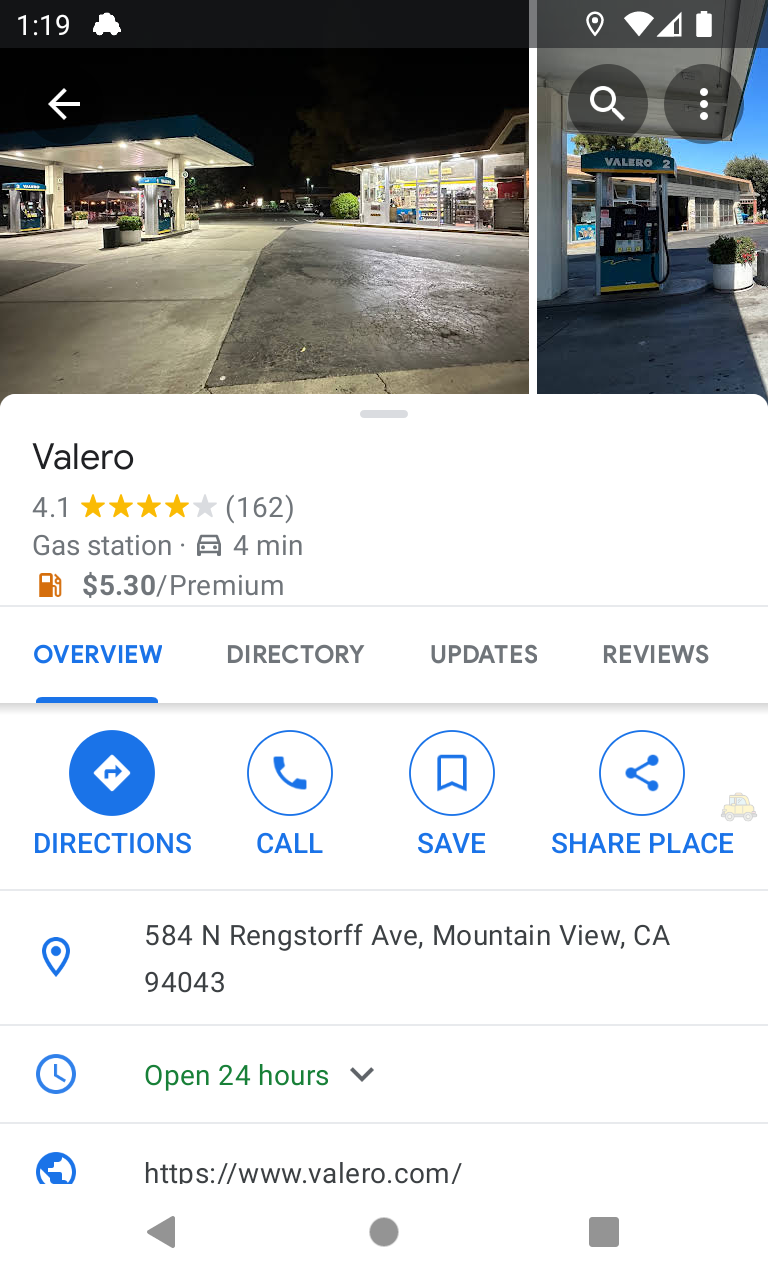 1:19
VALERO 2
Valero
4.1 (162)
Gas station · 4 min
$5.30/Premium
OVERVIEW DIRECTORY UPDATES REVIEWS
DIRECTIONS CALL SAVE SHARE PLACE
584 N Rengstorff Ave, Mountain View, CA
94043
Open 24 hours
https://www.valero.com/